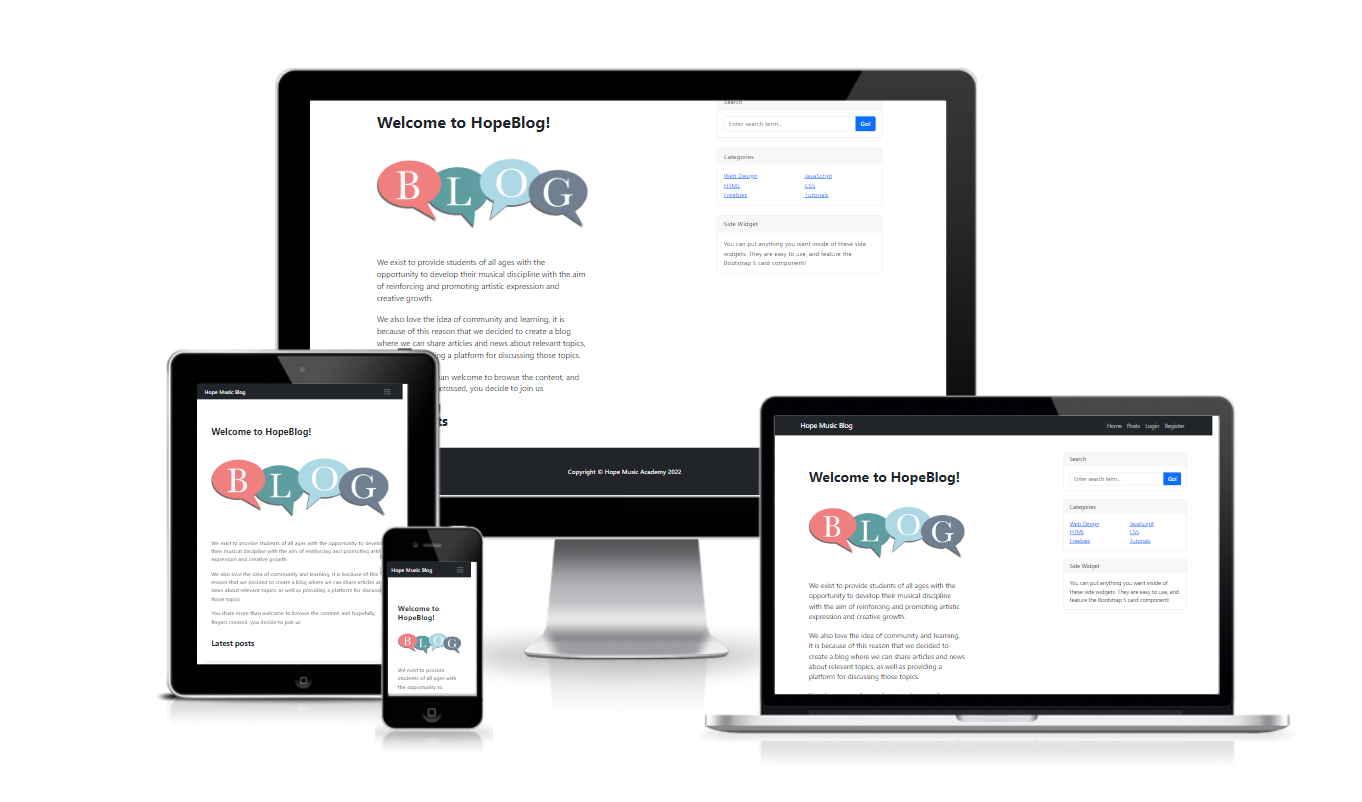 Welcome to HopeBlog!
BLOG
We exist to provide students of all ages with the
opportunity to develop their musical discipline with the aim
of reinforcing and promoting artistic expression and
creative growth.
We also love the idea of community and learning, it is
because of this reason that we decided to create a blog
where we can share articles and news about relevant topics,
a platform for discussing those topics.
welcome to browse the content, and
crossed, you decide to join us
Search
Enter search term...
Go!
Categories
Web Design JavaScript
HTML CSS
Freebies Tutorials
Side Widget
You can put anything you want inside of these side
widgets. They are easy to use, and feature the
Bootstrap 5 card component!
Copyright © Hope Music Academy 2022
Hope Music Blog
Welcome to HopeBlog!
BLOG
We exist to provide students of all ages with the opportunity to
their musical discipline with the aim of reinforcing and promoting
expression and creative growth.
We also love the idea of community and learning, it is because of this
reason that we decided to create a blog where we can share articles
news about relevant topics, as well as providing a platform for
those topics.
You share more than welcome to browse the content, and hopefully,
fingers crossed, you decide to join us
Latest posts
Hope Music Blog
Welcome to
HopeBlog!
BLOG
We exist to provide
students of all ages with
the opportunity to
Hope Music Blog
Home Posts Login Register
Welcome to HopeBlog!
BLOG
We exist to provide students of all ages with the
opportunity to develop their musical discipline
with the aim of reinforcing and promoting artistic
expression and creative growth.
We also love the idea of community and learning,
it is because of this reason that we decided to
create a blog where we can share articles and news
about relevant topics, as well as providing a
platform for discussing those topics.
Search
Enter search term...
Go!
Categories
Web Design JavaScript
HTML CSS
Freebies Tutorials
Side Widget
You can put anything you want inside of
these side widgets. They are easy to use, and
feature the Bootstrap 5 card component!